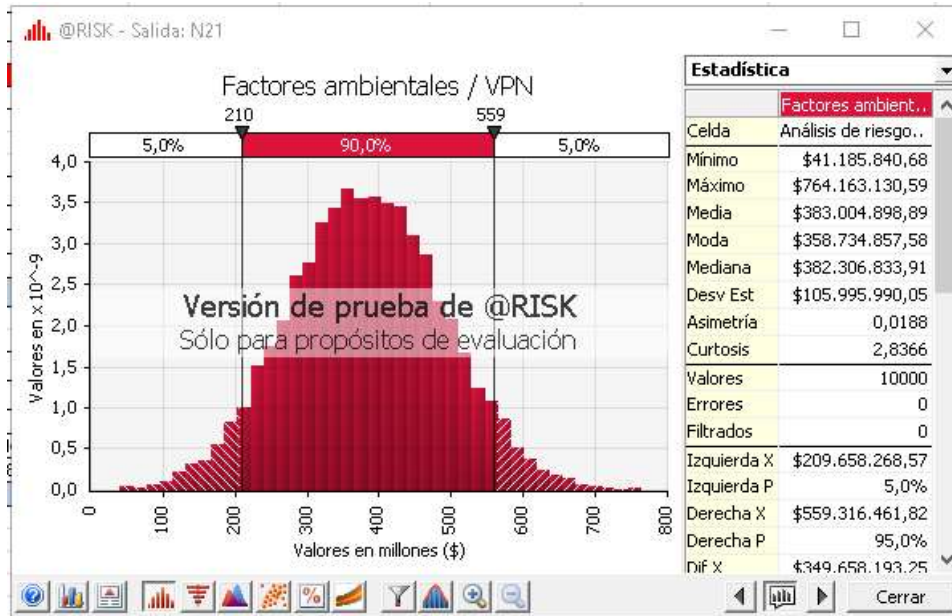 @RISK - Salida: N21
Factores ambientales / VPN
210 559
5,0% 90,0% 5,0%
4,0
3,5
3,0
2,5
2,0
1,5
1,0
0,5
0,0
Valores en x 10^-9
Versión de prueba de @RISK
Sólo para propósitos de evaluación
0 100 200 300 400 500 600 700 800
Valores en millones ($)
Estadística
Factores ambient..
Celda Análisis de riesgo..
Mínimo $41.185.840,68
Máximo $764.163.130,59
Media $383.004.898,89
Moda $358.734.857,58
Mediana $382.306.833,91
Desv Est $105.995.990,05
Asimetría 0,0188
Curtosis 2,8366
Valores 10000
Errores 0
Filtrados 0
Izquierda X $209.658.268,57
Izquierda P 5,0%
Derecha X $559.316.461,82
Derecha P 95,0%
Dif X $349.658.193,25
Cerrar